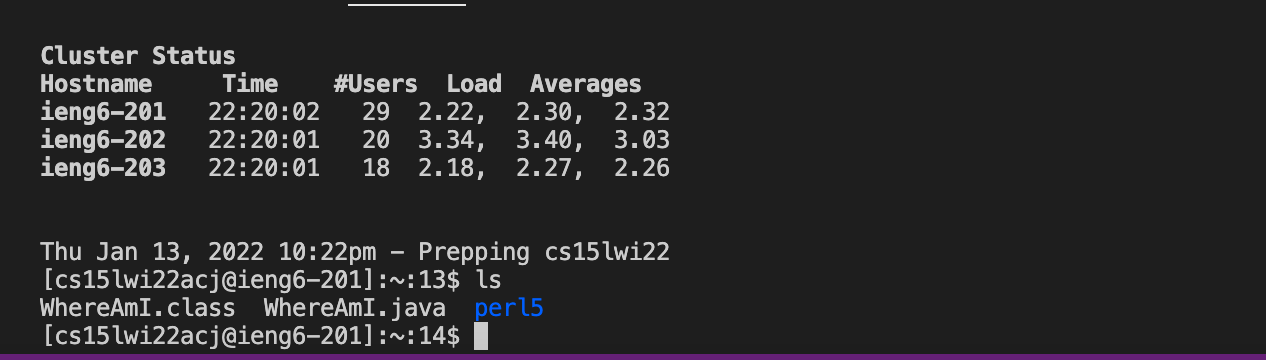 Cluster Status
Hostname     Time    #Users  Load  Averages
ieng6-201   22:20:02   29  2.22,  2.30,  2.32
ieng6-202   22:20:01   20  3.34,  3.40,  3.03
ieng6-203   22:20:01   18  2.18,  2.27,  2.26
Thu Jan 13, 2022 10:22pm - Prepping cs15lwi22
[cs15lwi22acj@ieng6-201]:~:13$ ls
WhereAmI.class  WhereAmI.java  perl5
[cs15lwi22acj@ieng6-201]:~:14$